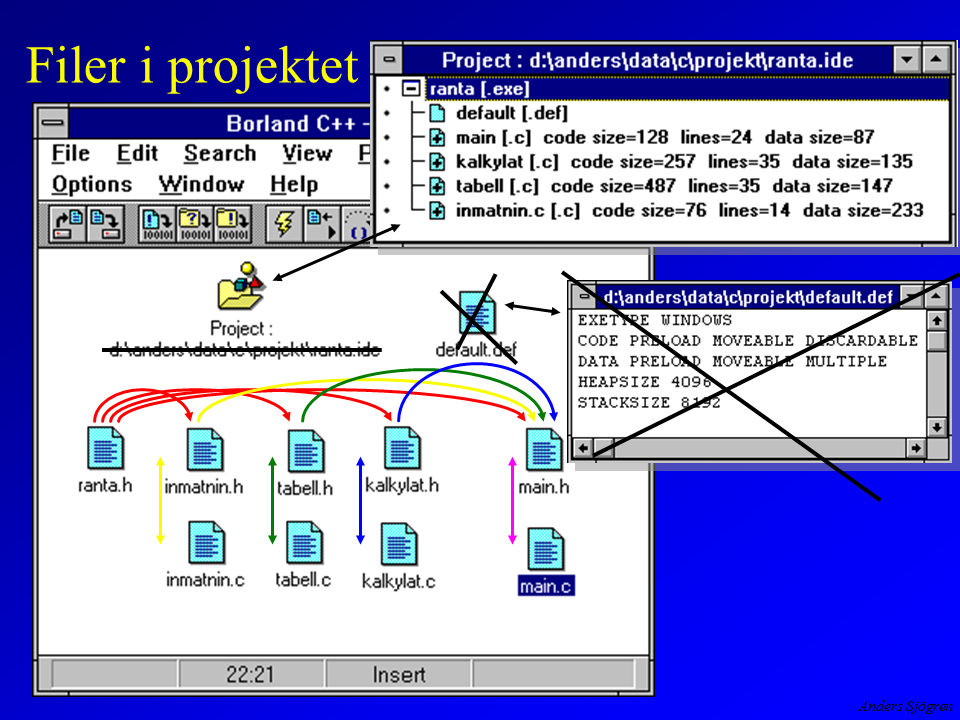 Filer i projektet
Project : d:\anders\data\c\projekt\ranta.ide
ranta [.exe]
default [.def]
main [.c] code size=128 lines=24 data size=87
kalkylat [.c] code size=257 lines=35 data size=135
tabell [.c] code size=487 lines=35 data size=147
inmatnin.c [.c] code size=76 lines=14 data size=233
Borland C++ -
File Edit Search View
Options Window Help
Project :
d:\anders\data\c\projekt\ranta.ide
default.def
d:\anders\data\c\projekt\default.def
EXETYPE WINDOWS
CODE PRELOAD MOVEABLE DISCARDABLE
DATA PRELOAD MOVEABLE MULTIPLE
HEAPSIZE 4096
STACKSIZE 8192
ranta.h inmatnin.h tabell.h kalkylat.h main.h
inmatnin.c tabell.c kalkylat.c main.c
22:21 Insert
Anders Sjögren